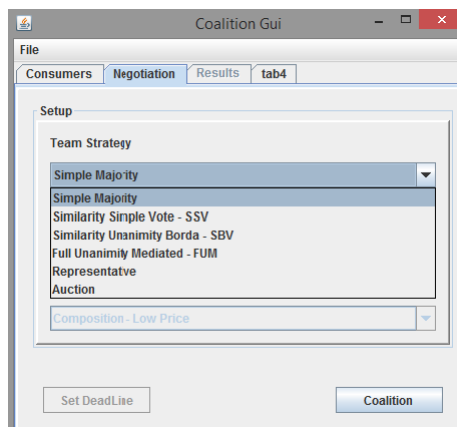 Coalition Gui
File
Consumers Negotiation Results tab4
Setup
Team Strategy
Simple Majority
Simple Majority
Similarity Simple Vote - SSV
Similarity Unanimity Borda - SBV
Full Unanimity Mediated - FUM
Representatve
Auction
Composition - Low Price
Set DeadLine Coalition